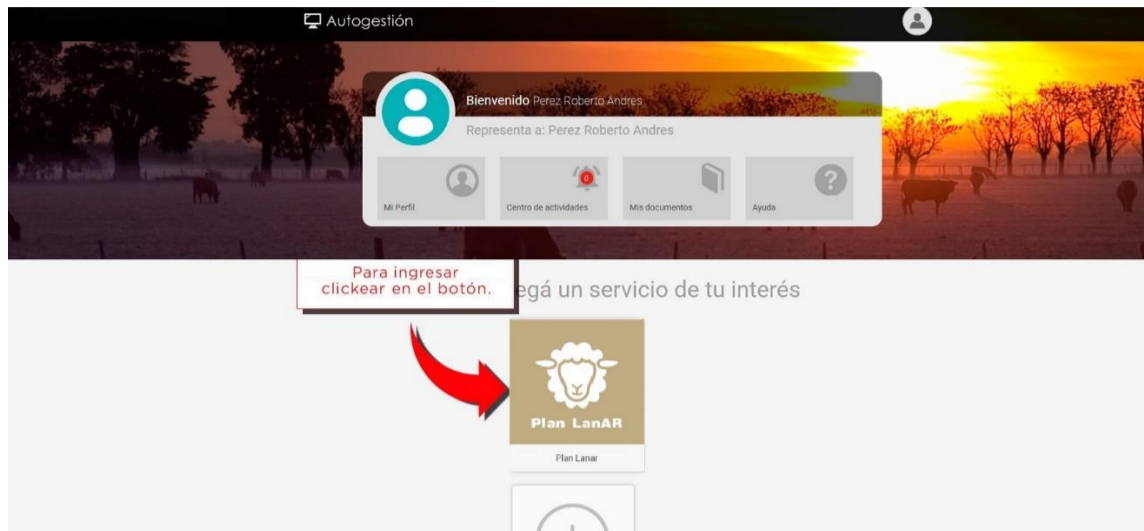 Autogestión
Bienvenido Perez Roberto Andres
Representa a: Perez Roberto Andres
0
Mi Perfil
Centro de actividades
Mis documentos
Ayuda
Para ingresar
clickear en el botón.
egá un servicio de tu interés
Plan LanAR
Plan Lanar